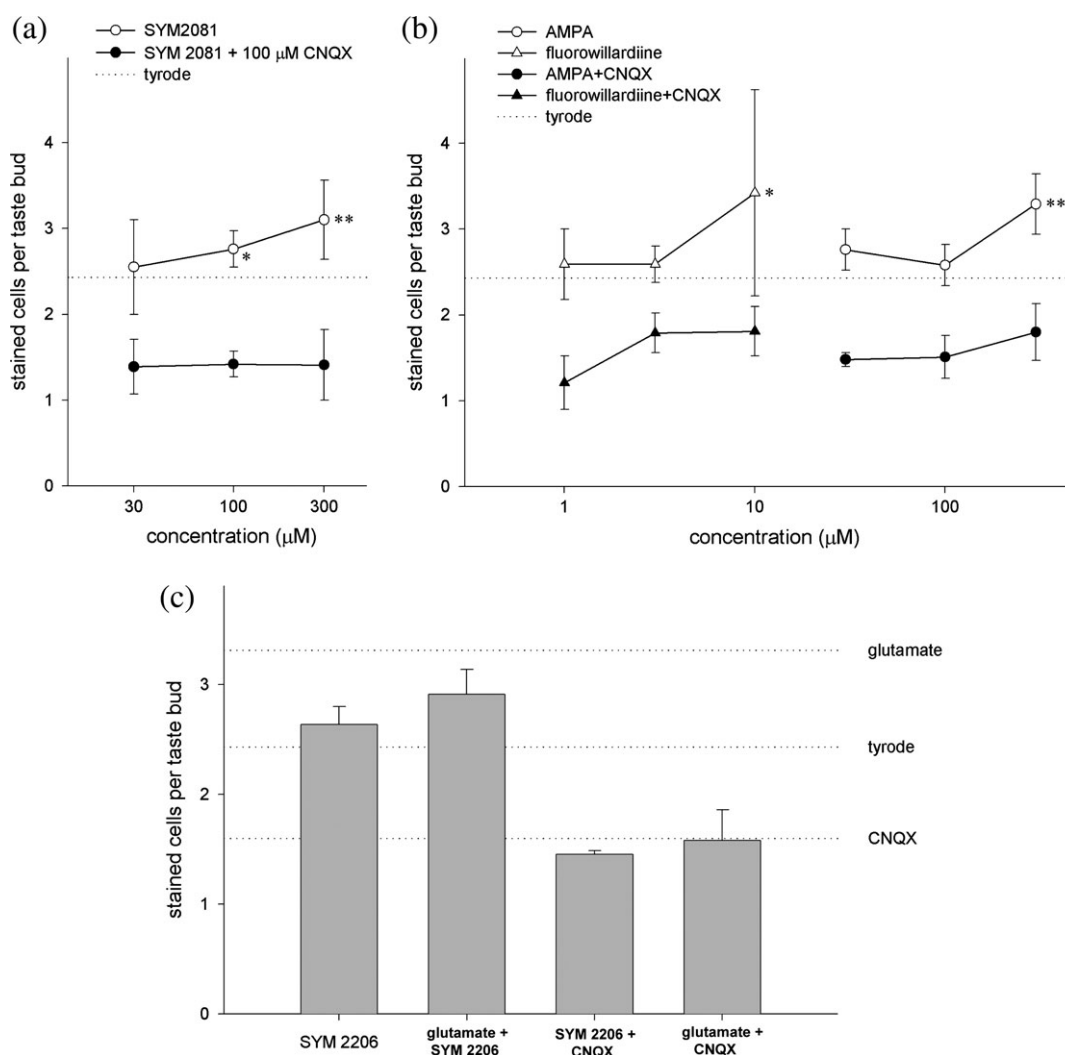 (a)
SYM2081
SYM 2081 + 100 μM CNQX
tyrode
stained cells per taste bud
4
3
2
1
0
*
**
30
100
300
concentration (μM)
(b)
AMPA
fluorowillardiine
AMPA+CNQX
fluorowillardiine+CNQX
tyrode
stained cells per taste bud
4
3
2
1
0
*
**
1
10
100
concentration (μM)
(c)
stained cells per taste bud
3
2
1
0
glutamate
tyrode
CNQX
SYM 2206
glutamate +
SYM 2206
SYM 2206 +
CNQX
glutamate +
CNQX